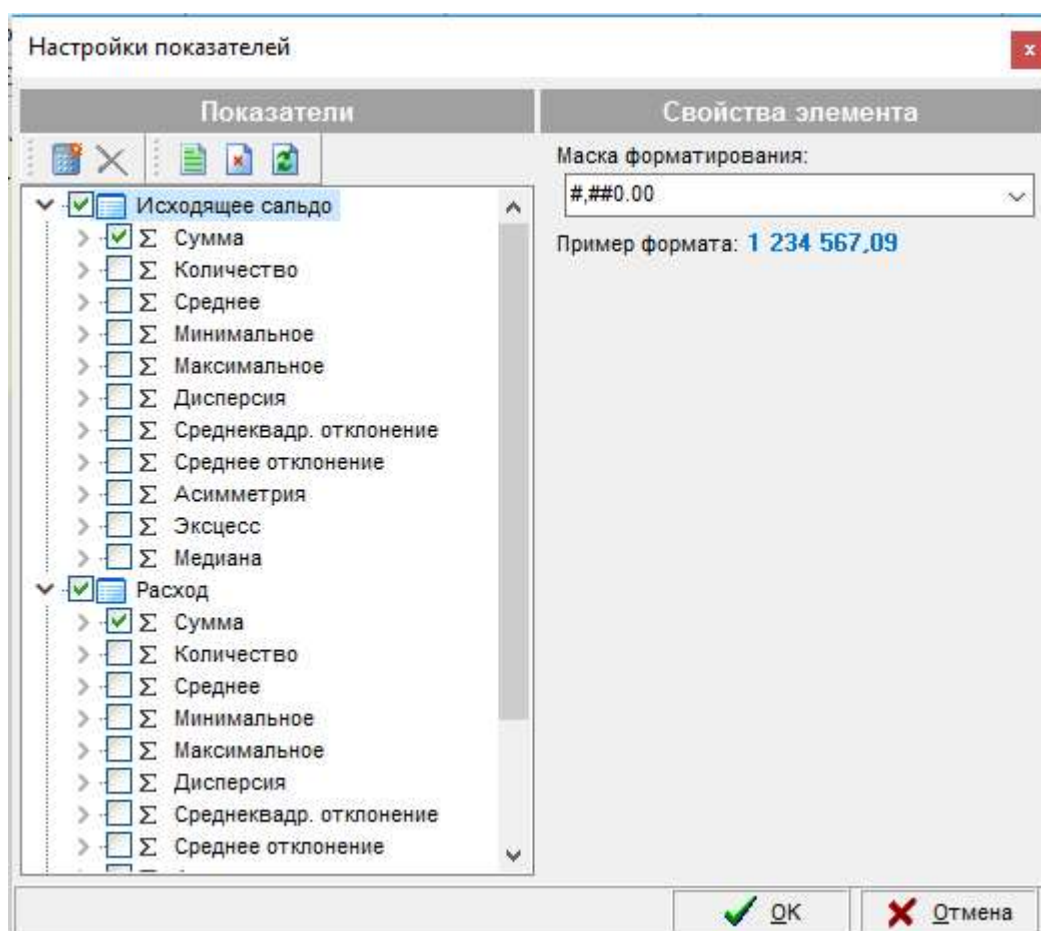 Настройки показателей
Показатели
Свойства элемента
Маска форматирования:
#,##0.00
Пример формата: 1 234 567,09
Исходящее сальдо
Σ Сумма
Σ Количество
Σ Среднее
Σ Минимальное
Σ Максимальное
Σ Дисперсия
Σ Среднеквадр. отклонение
Σ Среднее отклонение
Σ Асимметрия
Σ Эксцесс
Σ Медиана
Расход
Σ Сумма
Σ Количество
Σ Среднее
Σ Минимальное
Σ Максимальное
Σ Дисперсия
Σ Среднеквадр. отклонение
Σ Среднее отклонение
OK
Отмена